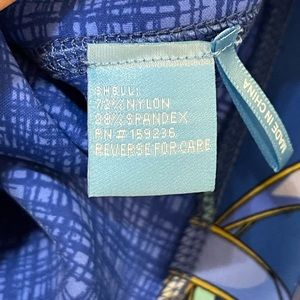 SHELL:
72% NYLON
28% SPANDEX
RN # 159236
REVERSE FOR CARE
MADE IN CHINA